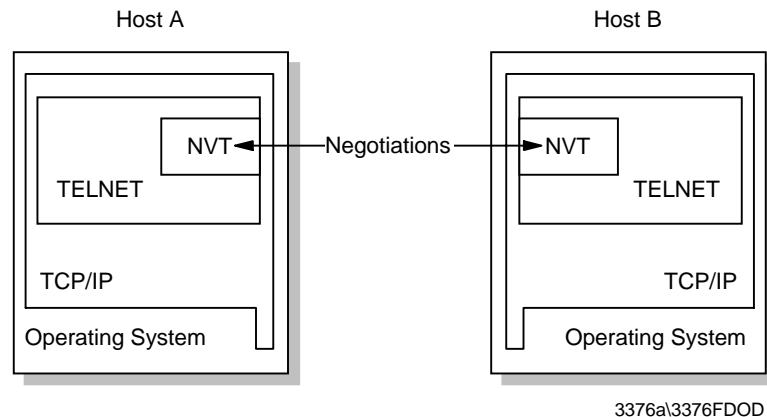 Host A
Host B
NVT
Negotiations
NVT
TELNET
TELNET
TCP/IP
TCP/IP
Operating System
Operating System
3376a\3376FDOD